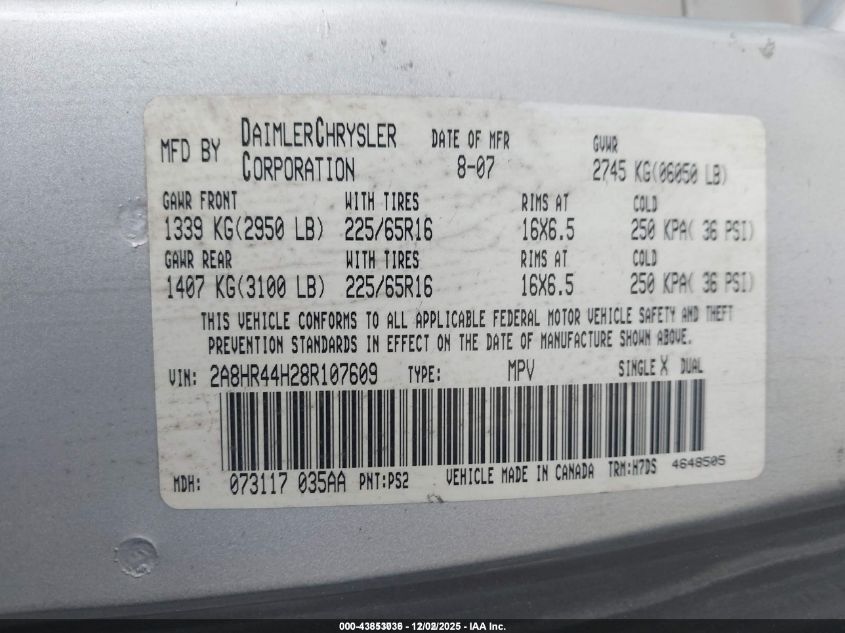 MFD BY DAIMLERCHRYSLER CORPORATION DATE OF MFR 8-07 GVWR 2745 KG(06050 LB)
GAWR FRONT WITH TIRES RIMS AT COLD
1339 KG(2950 LB) 225/65R16 16X6.5 250 KPA( 36 PSI)
GAWR REAR WITH TIRES RIMS AT COLD
1407 KG(3100 LB) 225/65R16 16X6.5 250 KPA( 36 PSI)
THIS VEHICLE CONFORMS TO ALL APPLICABLE FEDERAL MOTOR VEHICLE SAFETY AND THEFT
PREVENTION STANDARDS IN EFFECT ON THE DATE OF MANUFACTURE SHOWN ABOVE.
VIN: 2A8HR44H28R107609 TYPE: MPV SINGLE X DUAL
MDH: 073117 035AA PNT:PS2 VEHICLE MADE IN CANADA TRM:H7DS 4648505
000-43853038 - 12/02/2025 - IAA Inc.